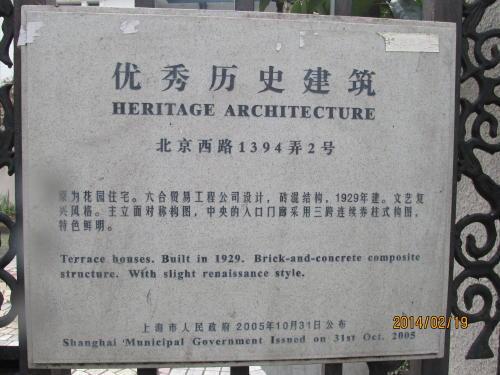 优秀历史建筑
HERITAGE ARCHITECTURE
北京西路1394弄2号
原为花园住宅。六合贸易工程公司设计，砖混结构，1929年建。文艺复
兴风格。主立面对称构图，中央的入口门廊采用三跨连续券柱式构图，
特色鲜明。
Terrace houses. Built in 1929. Brick-and-concrete composite
structure. With slight renaissance style.
上海市人民政府 2005年10月31日公布
Shanghai Municipal Government Issued on 31st Oct. 2005
2014/02/19